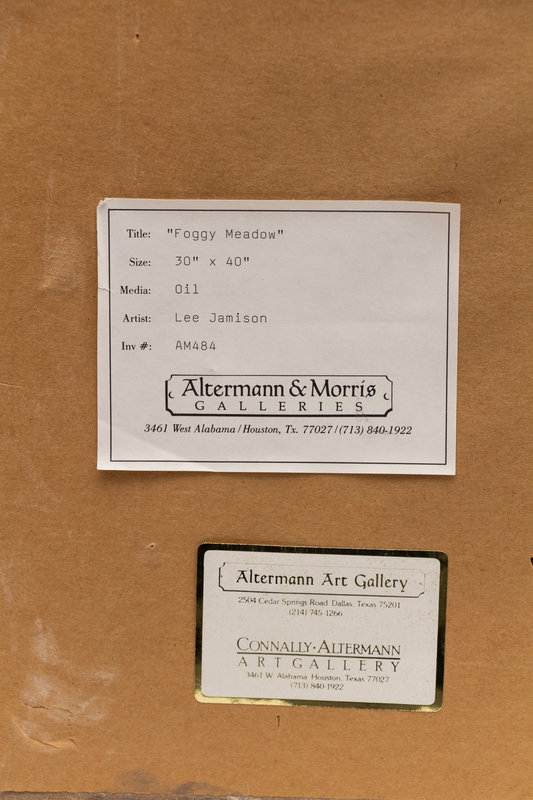 Title: "Foggy Meadow"
Size: 30" x 40"
Media: Oil
Artist: Lee Jamison
Inv #: AM484
Altermann & Morris
GALLERIES
3461 West Alabama / Houston, Tx. 77027 / (713) 840-1922
Altermann Art Gallery
2504 Cedar Springs Road Dallas, Texas 75201
(214) 745-1266
CONNALLY·ALTERMANN
ART GALLERY
3461 W. Alabama Houston, Texas 77027
(713) 840-1922